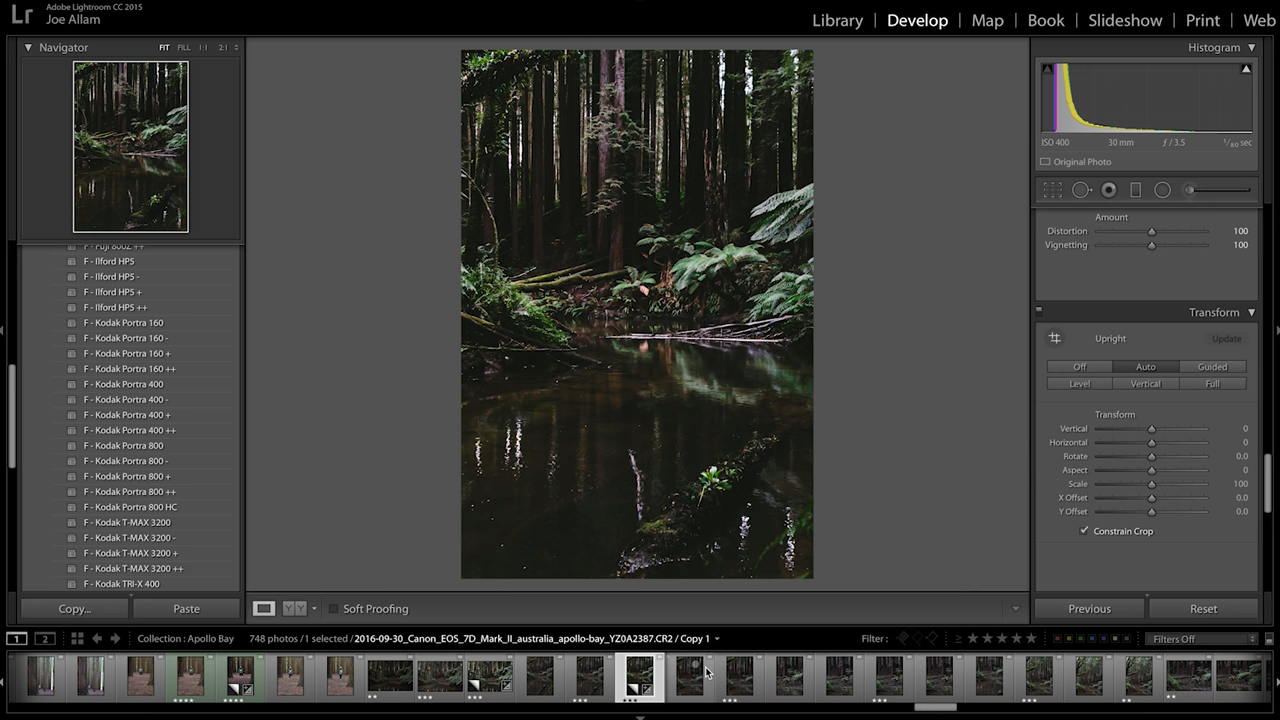 Lr
Adobe Lightroom CC 2015
Joe Allam
Library | Develop | Map | Book | Slideshow | Print | Web
Navigator FIT FILL 1:1 2:1
Histogram
ISO 400 30 mm ƒ / 3.5 1/80 sec
Original Photo
F - Fuji 800Z ++
F - Ilford HP5
F - Ilford HP5 -
F - Ilford HP5 +
F - Ilford HP5 ++
F - Kodak Portra 160
F - Kodak Portra 160 -
F - Kodak Portra 160 +
F - Kodak Portra 160 ++
F - Kodak Portra 400
F - Kodak Portra 400 -
F - Kodak Portra 400 +
F - Kodak Portra 400 ++
F - Kodak Portra 800
F - Kodak Portra 800 -
F - Kodak Portra 800 +
F - Kodak Portra 800 ++
F - Kodak Portra 800 HC
F - Kodak T-MAX 3200
F - Kodak T-MAX 3200 -
F - Kodak T-MAX 3200 +
F - Kodak T-MAX 3200 ++
F - Kodak TRI-X 400
Amount
Distortion 100
Vignetting 100
Transform
Upright Update
Off Auto Guided
Level Vertical Full
Transform
Vertical 0
Horizontal 0
Rotate 0.0
Aspect 0
Scale 100
X Offset 0.0
Y Offset 0.0
Constrain Crop
Copy... Paste
YY Soft Proofing
Previous Reset
1 2 Collection : Apollo Bay 748 photos / 1 selected / 2016-09-30_Canon_EOS_7D_Mark_II_australia_apollo-bay_YZ0A2387.CR2 / Copy 1 Filter : Filters Off